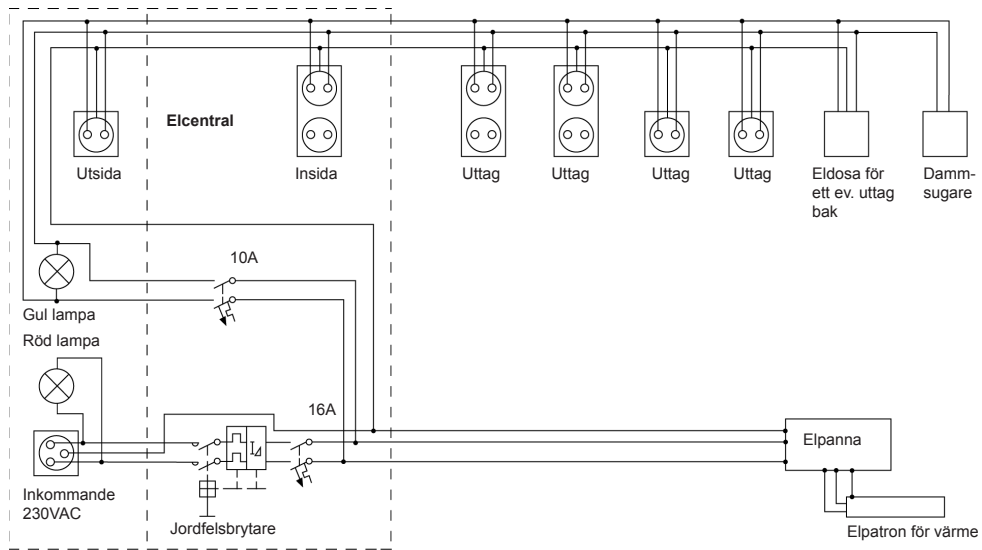 Elcentral
Utsida
Insida
Uttag
Uttag
Uttag
Uttag
Eldosa för
ett ev. uttag
bak
Damm-
sugare
10A
Gul lampa
Röd lampa
16A
I⊿
Inkommande
230VAC
Jordfelsbrytare
Elpanna
Elpatron för värme